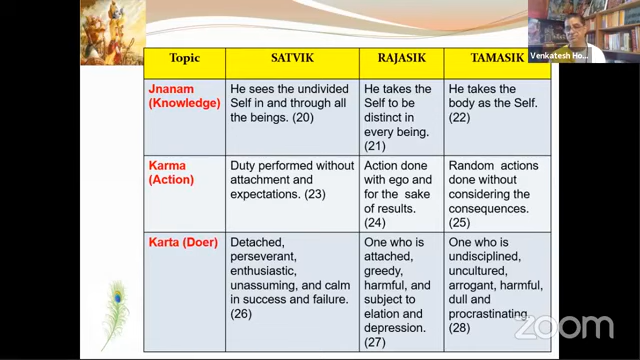 Venkatesh Ho...
Topic
SATVIK
RAJASIK
TAMASIK
Jnanam
(Knowledge)
He sees the undivided
Self in and through all
the beings. (20)
He takes the
Self to be
distinct in
every being.
(21)
He takes the
body as the Self.
(22)
Karma
(Action)
Duty performed without
attachment and
expectations. (23)
Action done
with ego and
for the sake
of results.
(24)
Random actions
done without
considering the
consequences.
(25)
Karta (Doer)
Detached,
perseverant,
enthusiastic,
unassuming, and calm
in success and failure.
(26)
One who is
attached,
greedy,
harmful, and
subject to
elation and
depression.
(27)
One who is
undisciplined,
uncultured,
arrogant, harmful,
dull and
procrastinating.
(28)
zoom